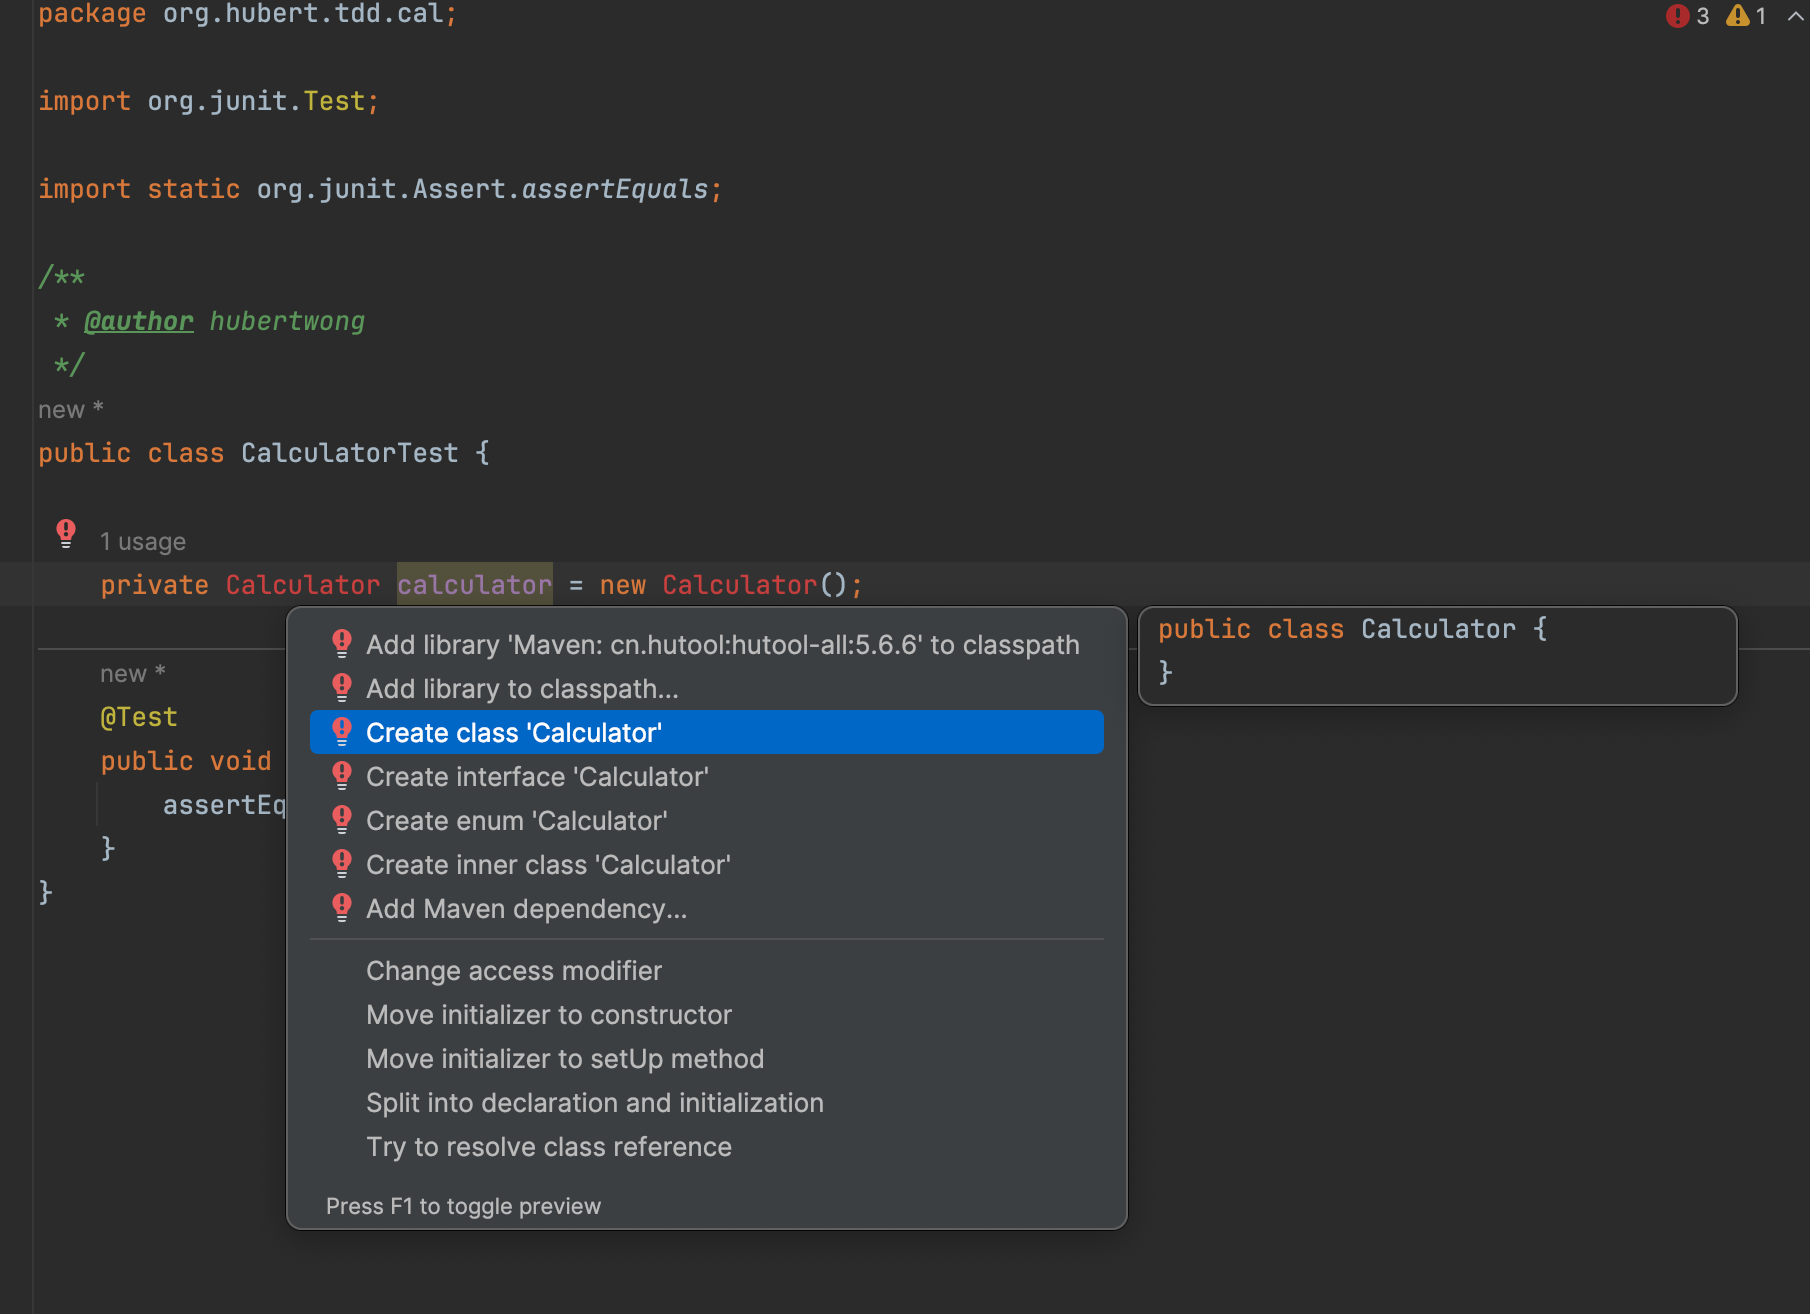 package org.hubert.tdd.cal;
3 1
import org.junit.Test;
import static org.junit.Assert.assertEquals;
/**
* @author hubertwong
*/
new *
public class CalculatorTest {
1 usage
private Calculator calculator = new Calculator();
Add library 'Maven: cn.hutool:hutool-all:5.6.6' to classpath
Add library to classpath...
Create class 'Calculator'
Create interface 'Calculator'
Create enum 'Calculator'
Create inner class 'Calculator'
Add Maven dependency...
Change access modifier
Move initializer to constructor
Move initializer to setUp method
Split into declaration and initialization
Try to resolve class reference
Press F1 to toggle preview
public class Calculator {
}
new *
@Test
public void
assertEq
}
}